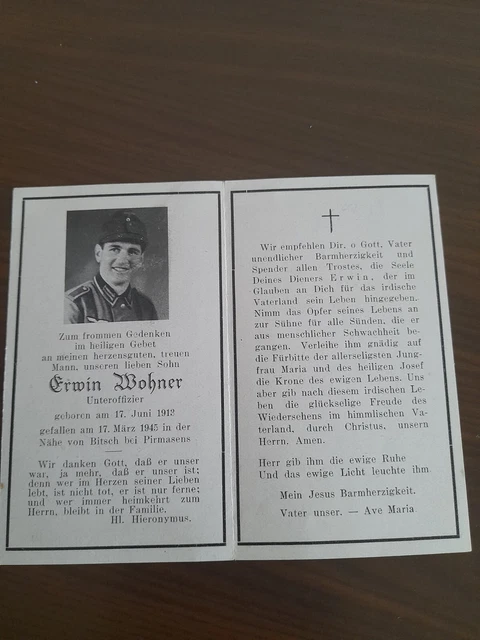 Zum frommen Gedenken
im heiligen Gebet
an meinen herzensguten, treuen
Mann, unseren lieben Sohn
Erwin Wohner
Unteroffizier
geboren am 17. Juni 1912
gefallen am 17. März 1945 in der
Nähe von Bitsch bei Pirmasens
Wir danken Gott, daß er unser
war, ja mehr, daß er unser ist;
denn wer im Herzen seiner Lieben
lebt, ist nicht tot, er ist nur ferne;
und wer immer heimkehrt zum
Herrn, bleibt in der Familie.
Hl. Hieronymus.
Wir empfehlen Dir, o Gott, Vater
unendlicher Barmherzigkeit und
Spender allen Trostes, die Seele
Deines Dieners Erwin, der im
Glauben an Dich für das irdische
Vaterland sein Leben hingegeben.
Nimm das Opfer seines Lebens an
zur Sühne für alle Sünden, die er
aus menschlicher Schwachheit be-
gangen. Verleihe ihm gnädig auf
die Fürbitte der allerseligsten Jung-
frau Maria und des heiligen Josef
die Krone des ewigen Lebens. Uns
aber gib nach diesem irdischen Le-
ben die glückselige Freude des
Wiedersehens im himmlischen Va-
terland, durch Christus, unsern
Herrn. Amen.
Herr gib ihm die ewige Ruhe
Und das ewige Licht leuchte ihm.
Mein Jesus Barmherzigkeit.
Vater unser. — Ave Maria